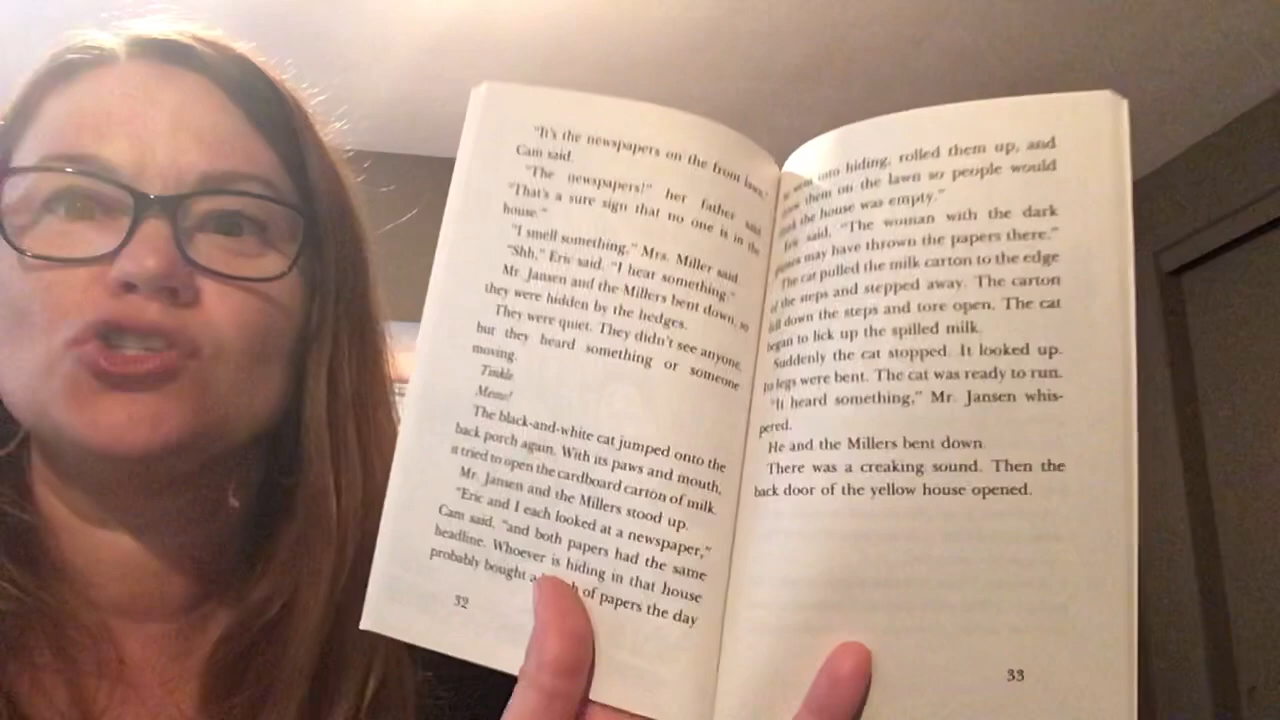 "It's the newspapers on the front lawn,"
Cam said.
"The newspapers!" her father said.
"That's a sure sign that no one is in the
house."
"I smell something," Mrs. Miller said.
"Shh," Eric said. "I hear something."
Mr. Jansen and the Millers bent down, so
they were hidden by the hedges.
They were quiet. They didn't see anyone,
but they heard something or someone
moving.
Tinkle
Meow!
The black-and-white cat jumped onto the
back porch again. With its paws and mouth,
it tried to open the cardboard carton of milk.
Mr. Jansen and the Millers stood up.
"Eric and I each looked at a newspaper,"
Cam said, "and both papers had the same
headline. Whoever is hiding in that house
probably bought a of papers the day
32
into hiding, rolled them up, and
them on the lawn so people would
the house was empty."
said, "The woman with the dark
may have thrown the papers there."
The cat pulled the milk carton to the edge
of the steps and stepped away. The carton
fell down the steps and tore open. The cat
began to lick up the spilled milk.
Suddenly the cat stopped. It looked up.
Its legs were bent. The cat was ready to run.
"It heard something," Mr. Jansen whis-
pered.
He and the Millers bent down.
There was a creaking sound. Then the
back door of the yellow house opened.
33